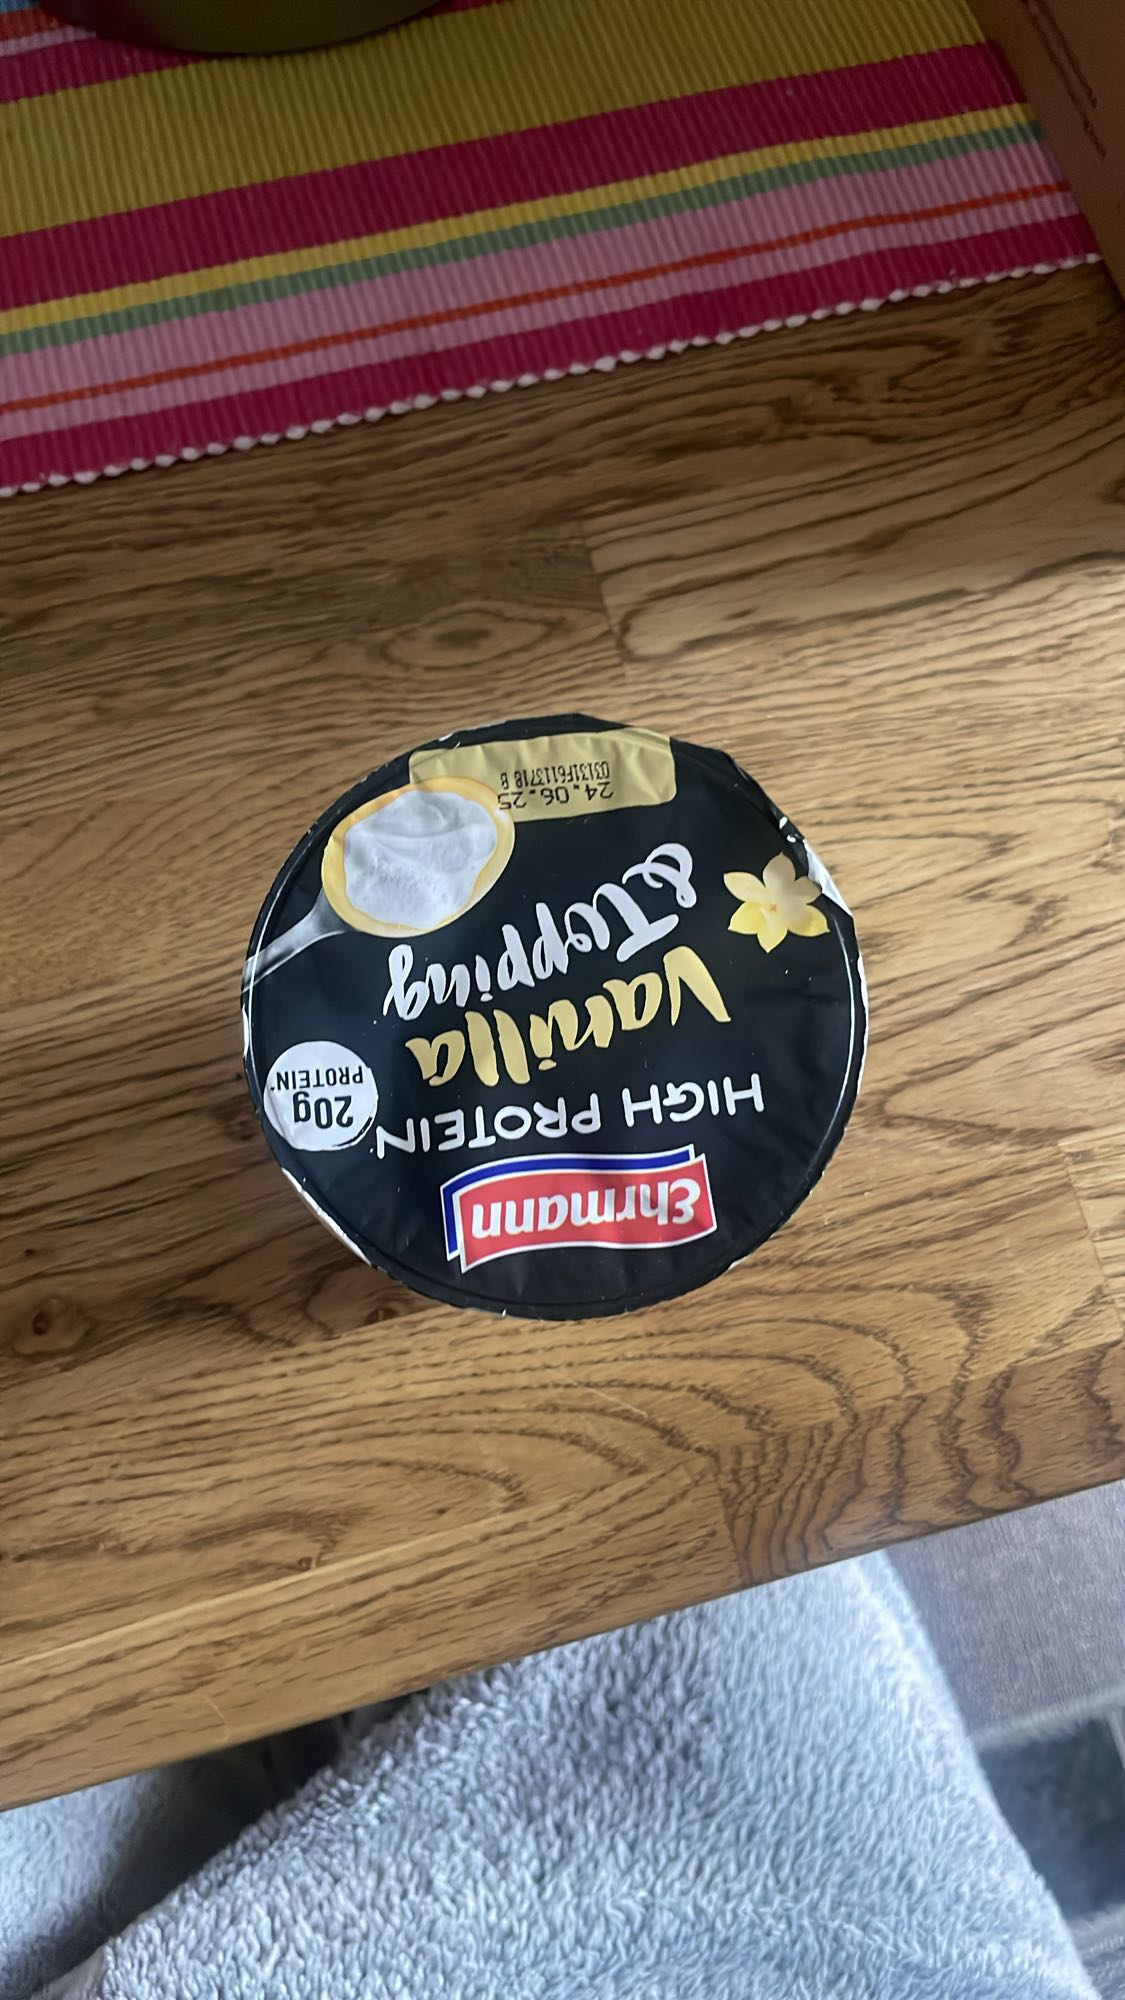 Ehrmann
HIGH PROTEIN
Vanilla
& Topping
20g
PROTEIN*
24.06.25